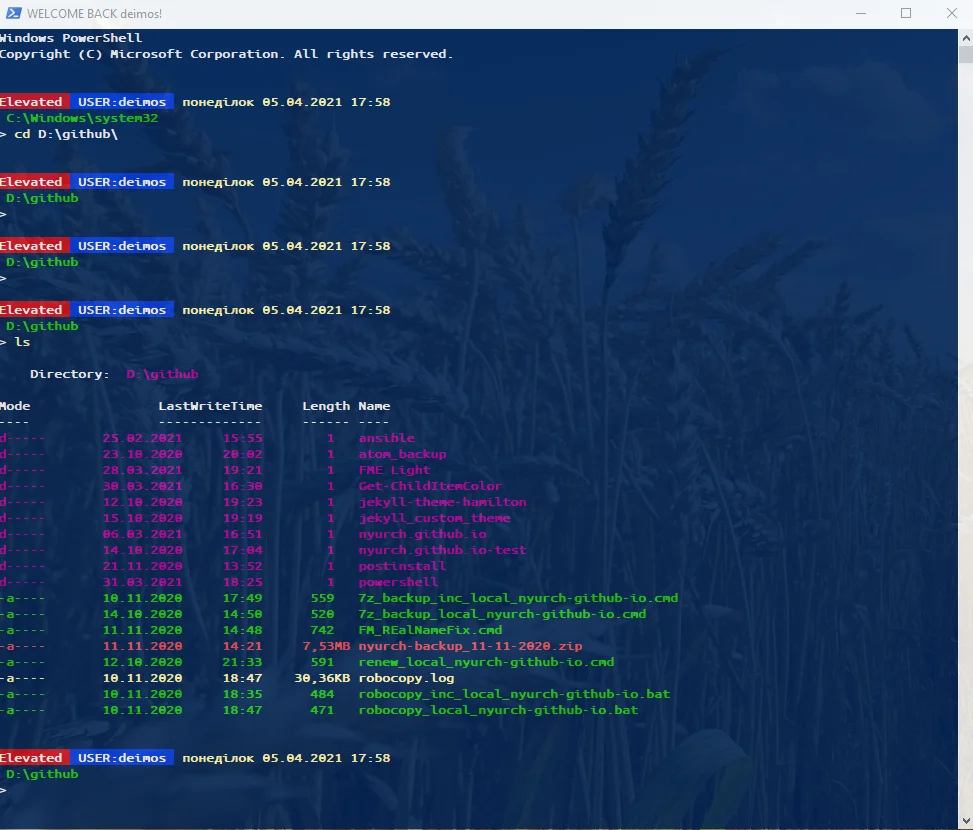 WELCOME BACK deimos!
Windows PowerShell
Copyright (C) Microsoft Corporation. All rights reserved.
Elevated USER:deimos понеділок 05.04.2021 17:58
C:\Windows\system32
> cd D:\github\
Elevated USER:deimos понеділок 05.04.2021 17:58
D:\github
>
Elevated USER:deimos понеділок 05.04.2021 17:58
D:\github
>
Elevated USER:deimos понеділок 05.04.2021 17:58
D:\github
> ls
Directory: D:\github
Mode LastWriteTime Length Name
---- ------------- ------ ----
d----- 25.02.2021 15:55 1 ansible
d----- 23.10.2020 20:02 1 atom_backup
d----- 28.03.2021 19:21 1 FME Light
d----- 30.03.2021 16:30 1 Get-ChildItemColor
d----- 12.10.2020 19:23 1 jekyll-theme-hamilton
d----- 15.10.2020 19:19 1 jekyll_custom_theme
d----- 06.03.2021 16:51 1 nyurch.github.io
d----- 14.10.2020 17:04 1 nyurch.github.io-test
d----- 21.11.2020 13:52 1 postinstall
d----- 31.03.2021 18:25 1 powershell
-a---- 10.11.2020 17:49 559 7z_backup_inc_local_nyurch-github-io.cmd
-a---- 14.10.2020 14:50 520 7z_backup_local_nyurch-github-io.cmd
-a---- 11.11.2020 14:48 742 FM_REalNameFix.cmd
-a---- 11.11.2020 14:21 7,53MB nyurch-backup_11-11-2020.zip
-a---- 12.10.2020 21:33 591 renew_local_nyurch-github-io.cmd
-a---- 10.11.2020 18:47 30,36KB robocopy.log
-a---- 10.11.2020 18:35 484 robocopy_inc_local_nyurch-github-io.bat
-a---- 10.11.2020 18:47 471 robocopy_local_nyurch-github-io.bat
Elevated USER:deimos понеділок 05.04.2021 17:58
D:\github
>